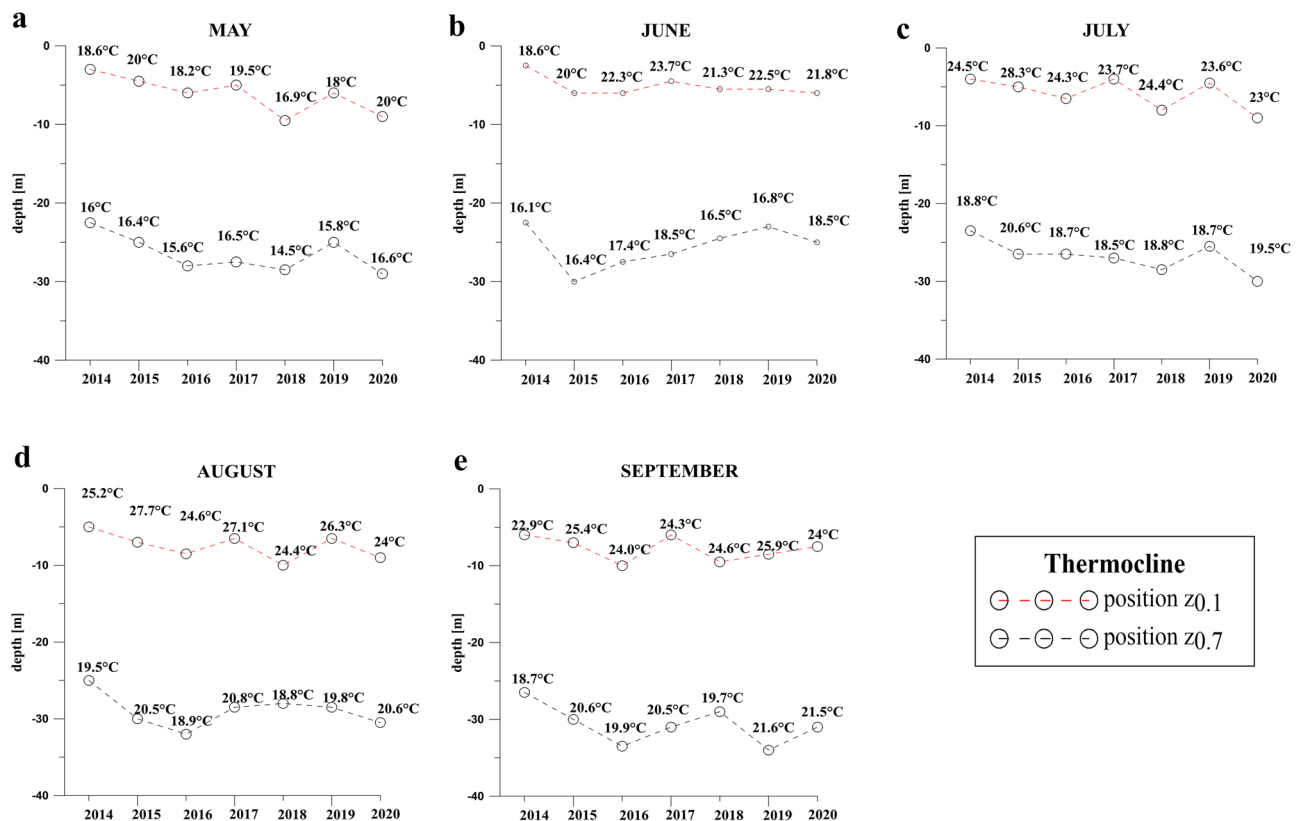 a
MAY
0
-10
-20
-30
-40
depth [m]
18.6°C 20°C 18.2°C 19.5°C 16.9°C 18°C 20°C
16°C 16.4°C 15.6°C 16.5°C 14.5°C 15.8°C 16.6°C
2014 2015 2016 2017 2018 2019 2020
b
JUNE
0
-10
-20
-30
-40
depth [m]
18.6°C 20°C 22.3°C 23.7°C 21.3°C 22.5°C 21.8°C
16.1°C 16.4°C 17.4°C 18.5°C 16.5°C 16.8°C 18.5°C
2014 2015 2016 2017 2018 2019 2020
c
JULY
0
-10
-20
-30
-40
depth [m]
24.5°C 28.3°C 24.3°C 23.7°C 24.4°C 23.6°C 23°C
18.8°C 20.6°C 18.7°C 18.5°C 18.8°C 18.7°C 19.5°C
2014 2015 2016 2017 2018 2019 2020
d
AUGUST
0
-10
-20
-30
-40
depth [m]
25.2°C 27.7°C 24.6°C 27.1°C 24.4°C 26.3°C 24°C
19.5°C 20.5°C 18.9°C 20.8°C 18.8°C 19.8°C 20.6°C
2014 2015 2016 2017 2018 2019 2020
e
SEPTEMBER
0
-10
-20
-30
-40
depth [m]
22.9°C 25.4°C 24.0°C 24.3°C 24.6°C 25.9°C 24°C
18.7°C 20.6°C 19.9°C 20.5°C 19.7°C 21.6°C 21.5°C
2014 2015 2016 2017 2018 2019 2020
Thermocline
position z0.1
position z0.7